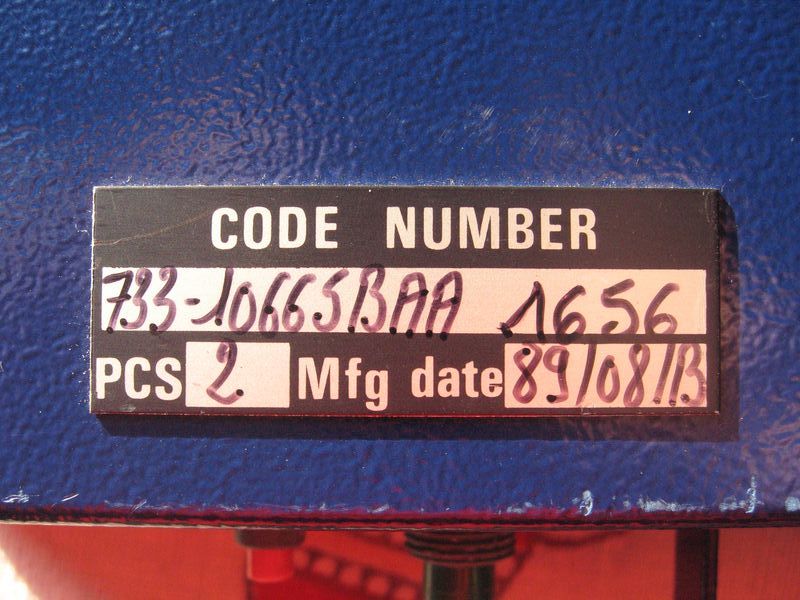 CODE NUMBER
733-10665BAA 1656
PCS 2 Mfg date 89/08/13